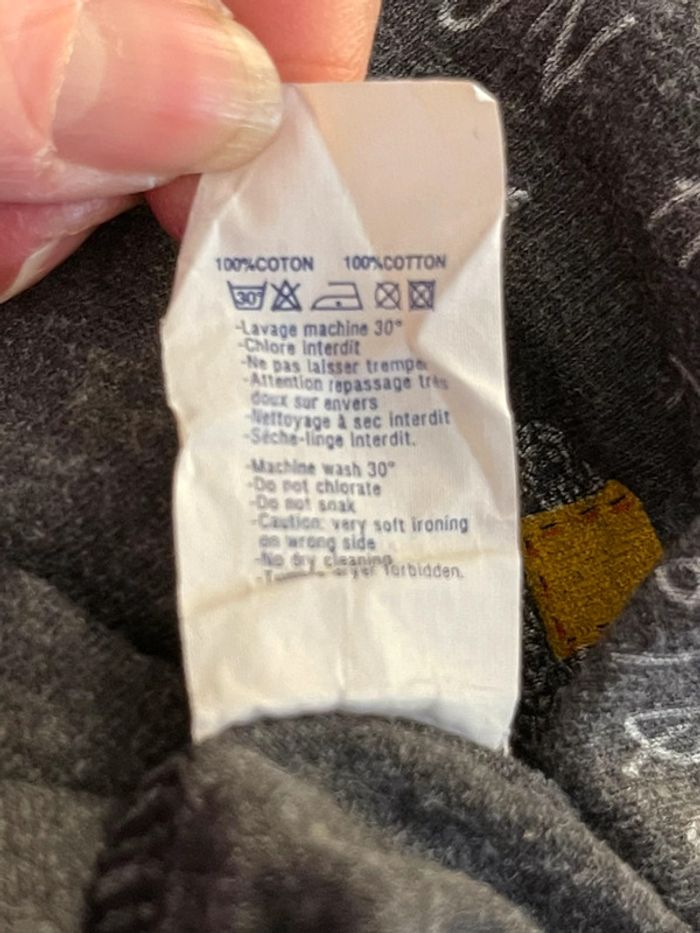 100%COTON 100%COTTON
30°
-Lavage machine 30°
-Chlore interdit
-Ne pas laisser tremper
-Attention repassage très
doux sur envers
-Nettoyage à sec interdit
-Sèche-linge Interdit.
-Machine wash 30°
-Do not chlorate
-Do not soak
-Caution: very soft ironing
on wrong side
-No dry cleaning
forbidden.